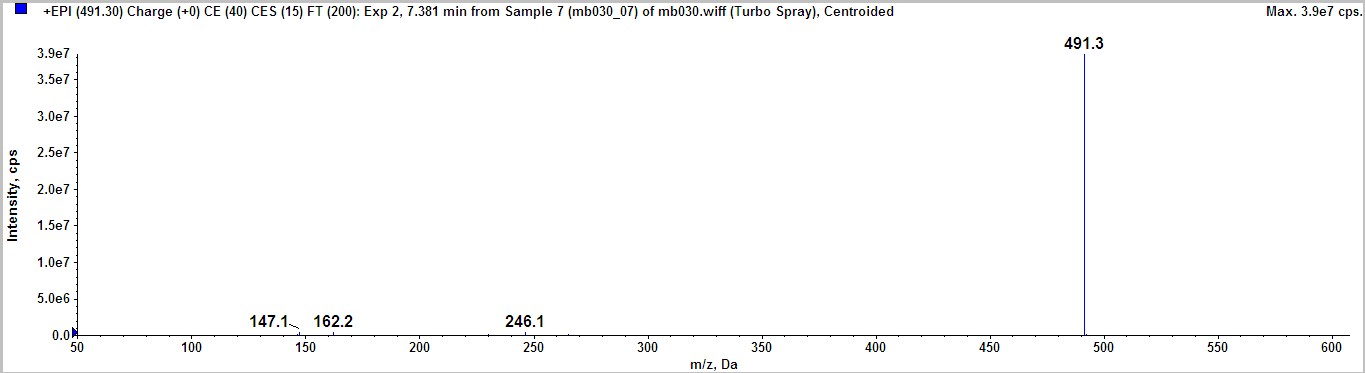 +EPI (491.30) Charge (+0) CE (40) CES (15) FT (200): Exp 2, 7.381 min from Sample 7 (mb030_07) of mb030.wiff (Turbo Spray), Centroided
Max. 3.9e7 cps.
491.3
3.9e7
3.5e7
3.0e7
2.5e7
2.0e7
1.5e7
1.0e7
5.0e6
0.0
Intensity, cps
147.1 162.2 246.1
50 100 150 200 250 300 350 400 450 500 550 600
m/z, Da